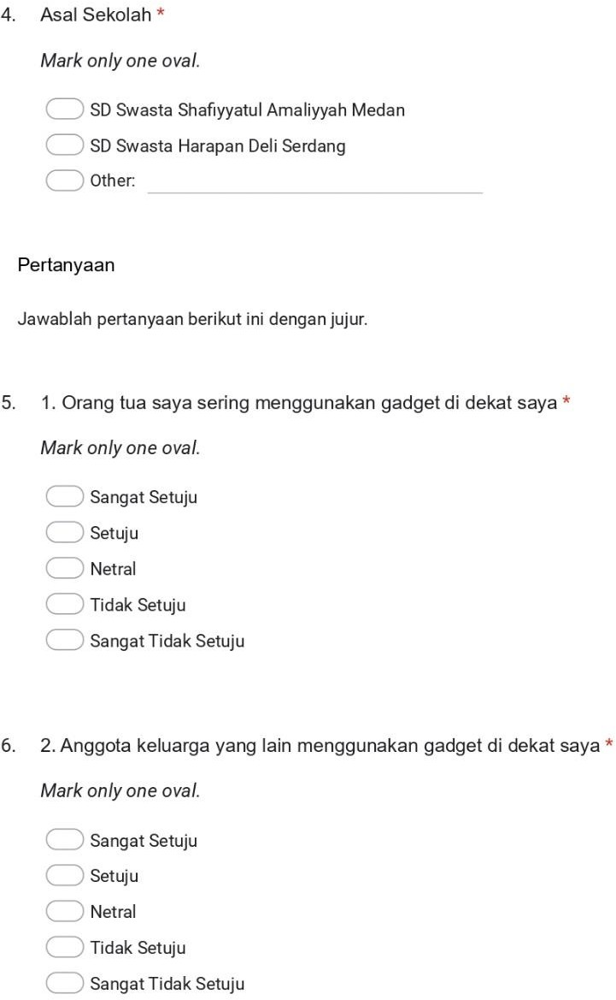 4. Asal Sekolah *
Mark only one oval.
SD Swasta Shafiyyatul Amaliyyah Medan
SD Swasta Harapan Deli Serdang
Other:
Pertanyaan
Jawablah pertanyaan berikut ini dengan jujur.
5. 1. Orang tua saya sering menggunakan gadget di dekat saya *
Mark only one oval.
Sangat Setuju
Setuju
Netral
Tidak Setuju
Sangat Tidak Setuju
6. 2. Anggota keluarga yang lain menggunakan gadget di dekat saya *
Mark only one oval.
Sangat Setuju
Setuju
Netral
Tidak Setuju
Sangat Tidak Setuju